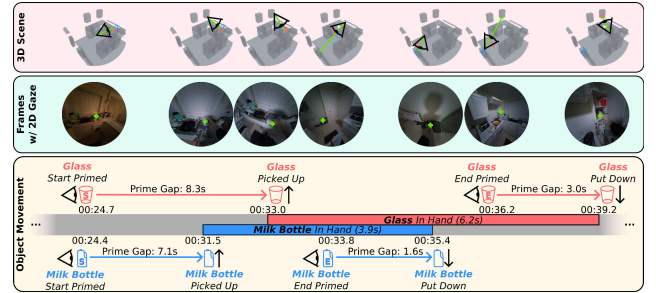 3D Scene
Frames
w/ 2D Gaze
Object Movement
Glass
Start Primed
Glass
Picked Up
Glass
End Primed
Glass
Put Down
S
Prime Gap: 8.3s
E
Prime Gap: 3.0s
00:24.7
00:33.0
00:36.2
00:39.2
...
Glass In Hand (6.2s)
...
Milk Bottle In Hand (3.9s)
00:24.4
00:31.5
00:33.8
00:35.4
S
Prime Gap: 7.1s
E
Prime Gap: 1.6s
Milk Bottle
Start Primed
Milk Bottle
Picked Up
Milk Bottle
End Primed
Milk Bottle
Put Down